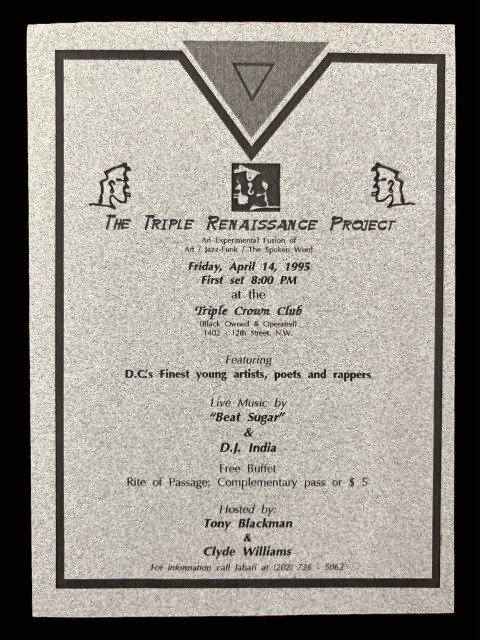 The Triple Renaissance Project
An Experimental Fusion of
Art / Jazz-Funk / The Spoken Word
Friday, April 14, 1995
First set 8:00 PM
at the
Triple Crown Club
(Black Owned & Operated)
1402 - 12th Street, N.W.
Featuring
D.C.'s Finest young artists, poets and rappers
Live Music by
"Beat Sugar"
&
D.J. India
Free Buffet
Rite of Passage: Complementary pass or $ 5
Hosted by:
Tony Blackman
&
Clyde Williams
For information call Jabari at (202) 726 - 5062